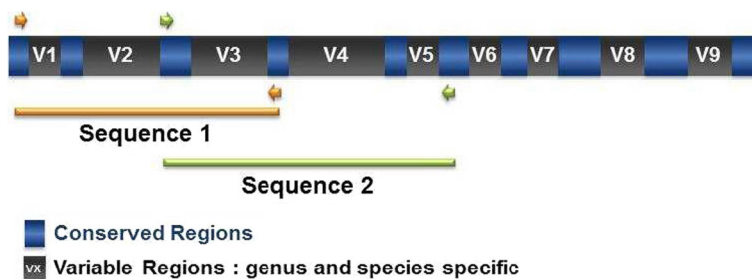 V1 V2 V3 V4 V5 V6 V7 V8 V9
Sequence 1
Sequence 2
Conserved Regions
VX Variable Regions : genus and species specific